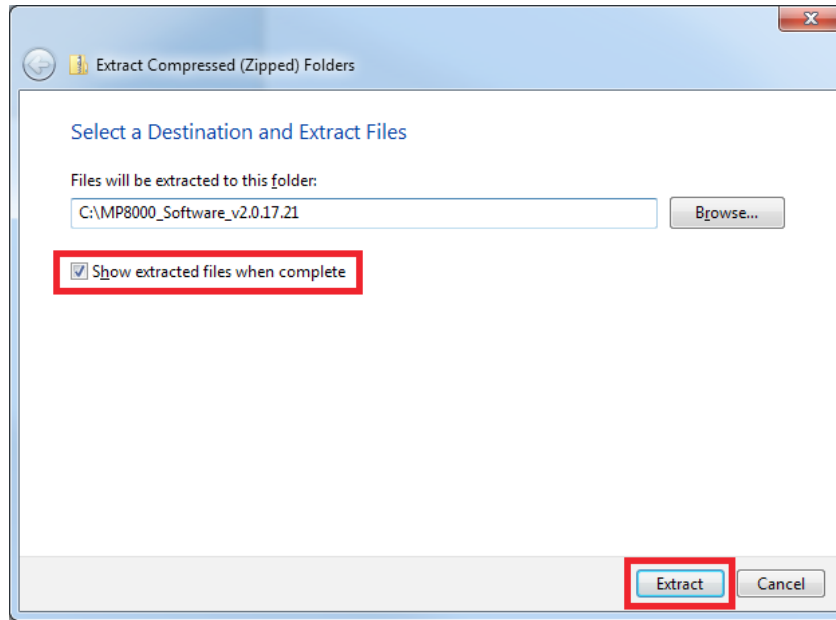 Extract Compressed (Zipped) Folders
Select a Destination and Extract Files
Files will be extracted to this folder:
C:\MP8000_Software_v2.0.17.21
Browse...
Show extracted files when complete
Extract
Cancel